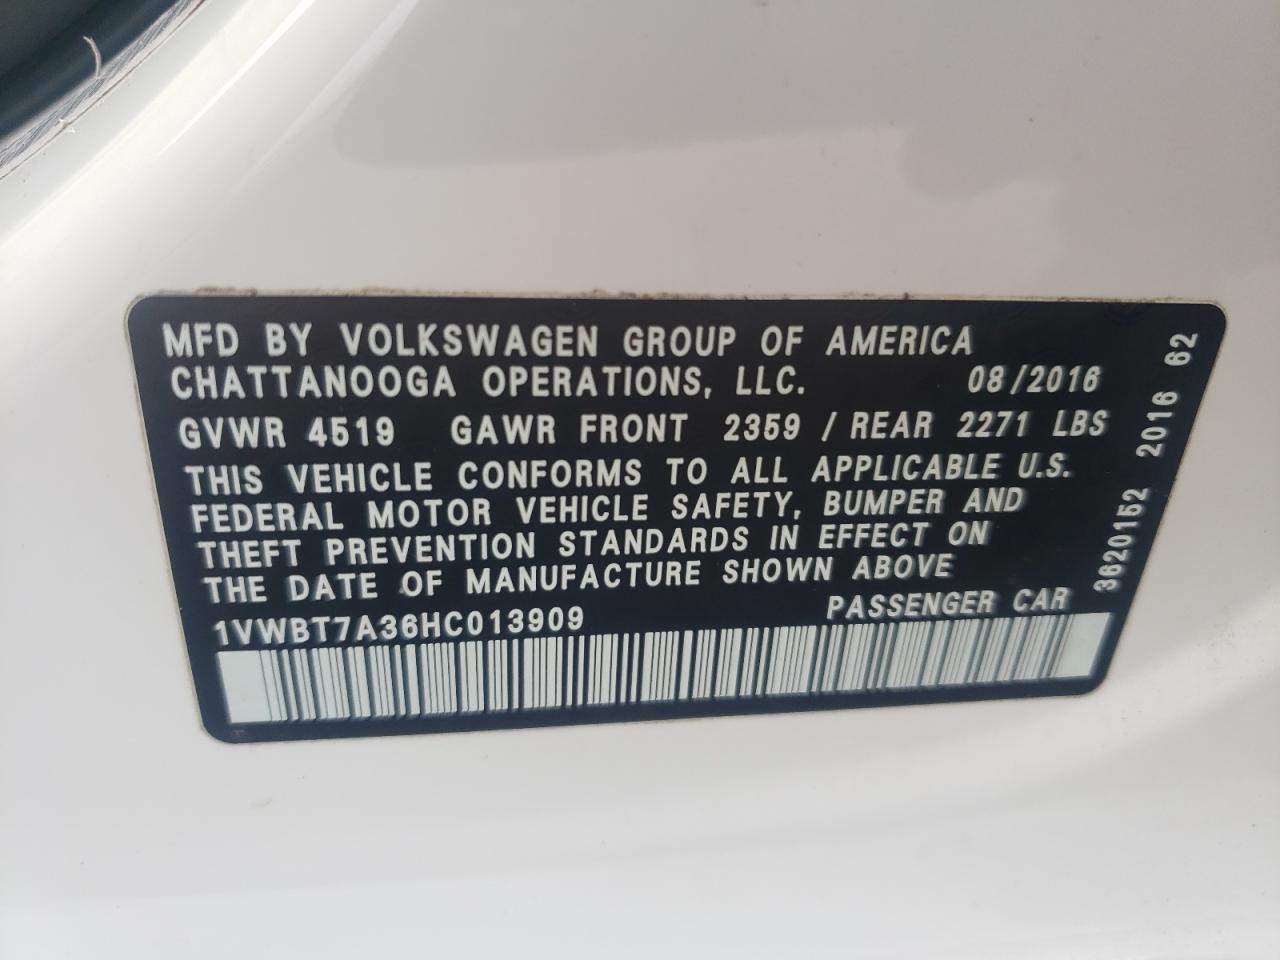 MFD BY VOLKSWAGEN GROUP OF AMERICA
CHATTANOOGA OPERATIONS, LLC. 08/2016
GVWR 4519 GAWR FRONT 2359 / REAR 2271 LBS
THIS VEHICLE CONFORMS TO ALL APPLICABLE U.S.
FEDERAL MOTOR VEHICLE SAFETY, BUMPER AND
THEFT PREVENTION STANDARDS IN EFFECT ON
THE DATE OF MANUFACTURE SHOWN ABOVE
1VWBT7A36HC013909 PASSENGER CAR
3620152 2016 62